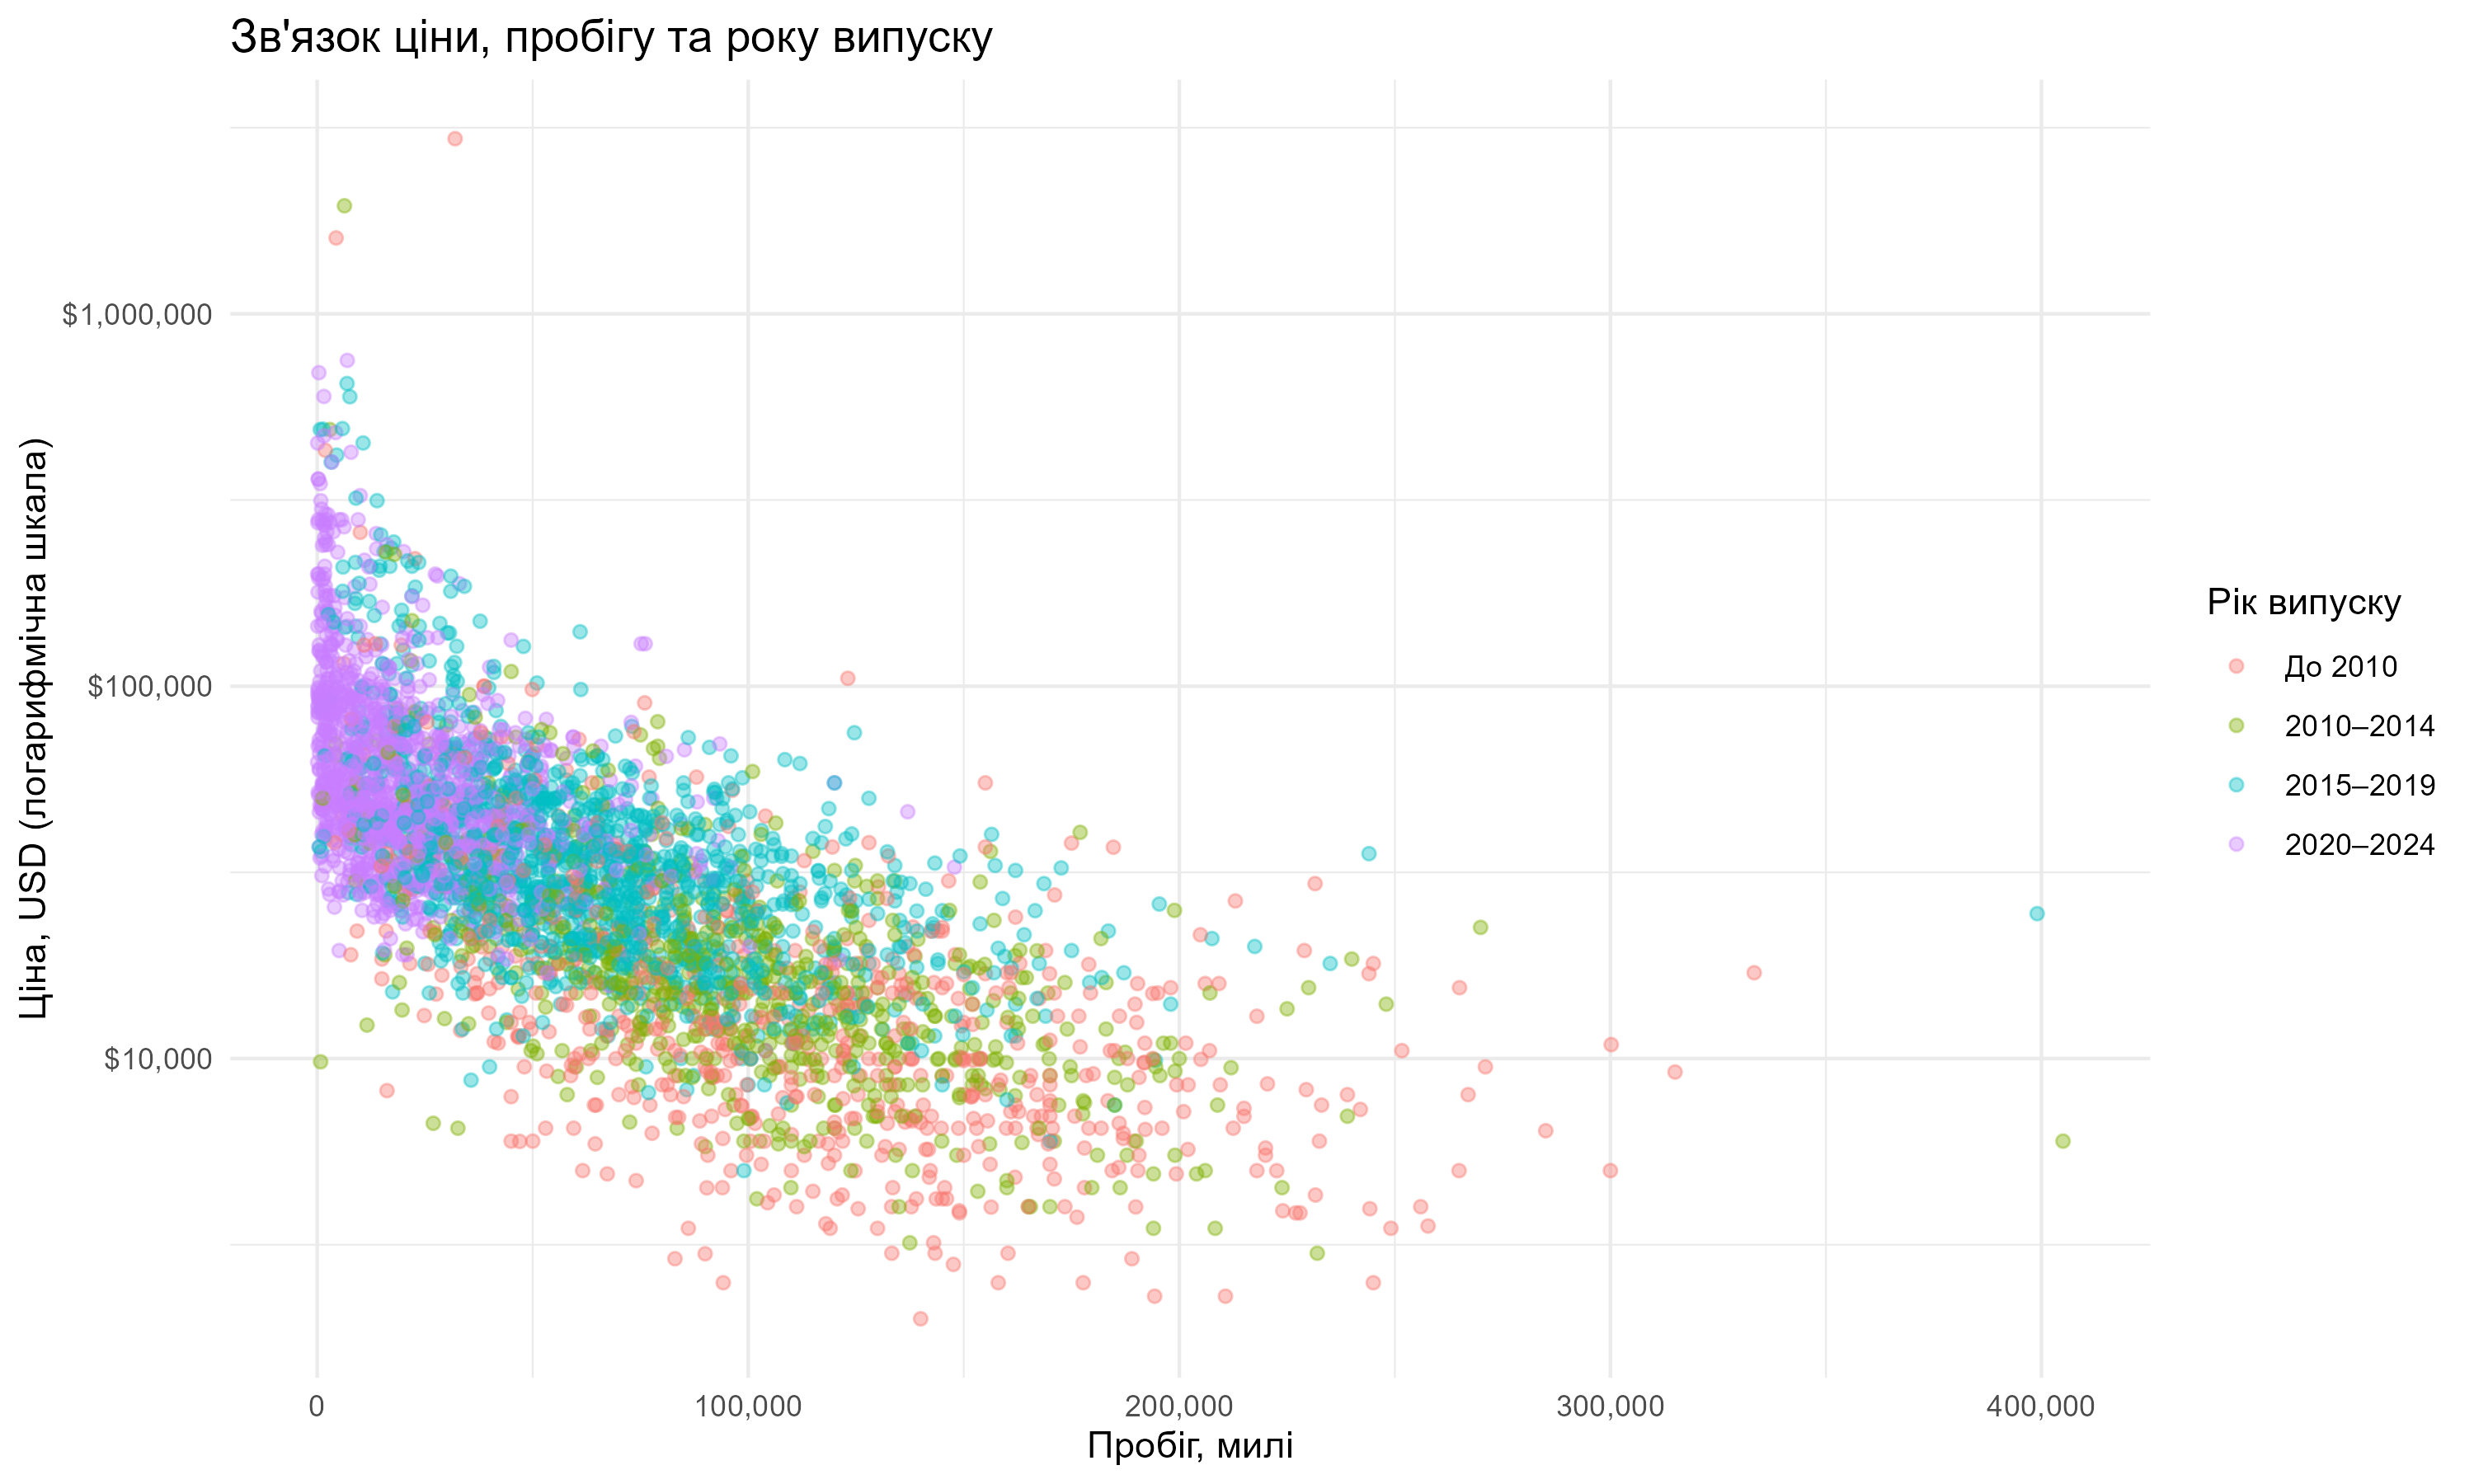 Зв'язок ціни, пробігу та року випуску
Ціна, USD (логарифмічна шкала)
$1,000,000
$100,000
$10,000
0
100,000
200,000
300,000
400,000
Пробіг, милі
Рік випуску
До 2010
2010–2014
2015–2019
2020–2024